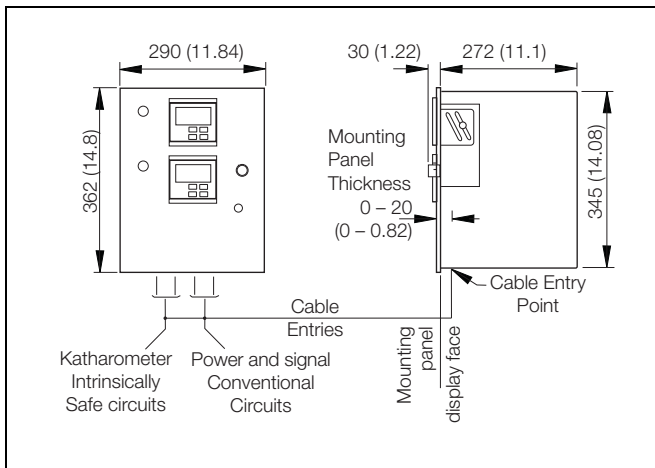 290 (11.84)
30 (1.22)
272 (11.1)
362 (14.8)
Mounting
Panel
Thickness
0 – 20
(0 – 0.82)
345 (14.08)
Cable Entry
Point
Cable
Entries
Katharometer
Intrinsically
Safe circuits
Power and signal
Conventional
Circuits
Mounting
panel
display face